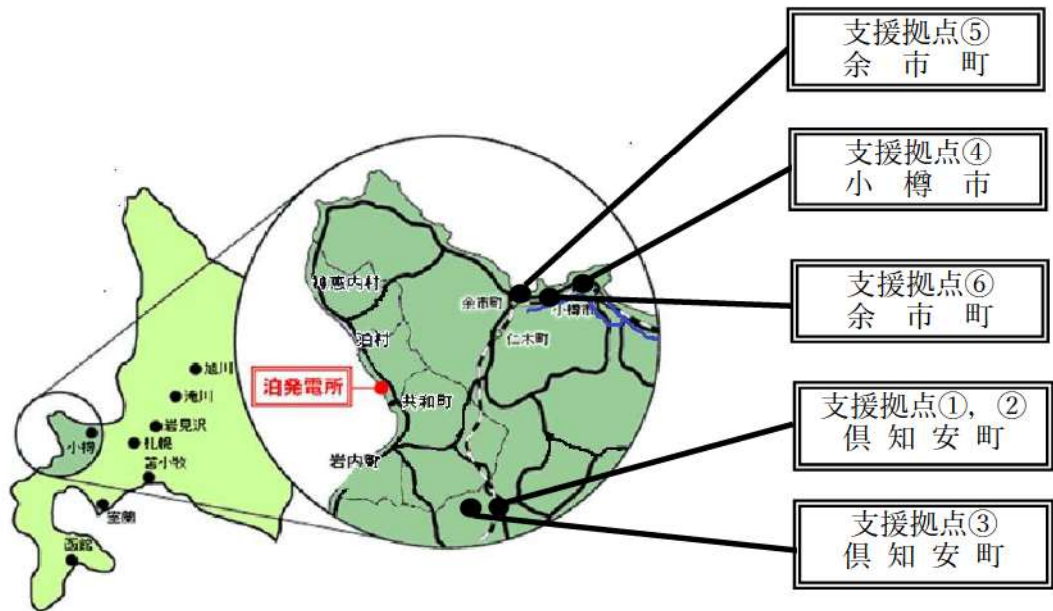 支援拠点⑤
余市町
支援拠点④
小樽市
支援拠点⑥
余市町
支援拠点①，②
倶知安町
支援拠点③
倶知安町
神恵内村
泊村
泊発電所
共和町
岩内町
余市町
小樽市
仁木町
旭川
滝川
岩見沢
札幌
小樽
苫小牧
室蘭
函館